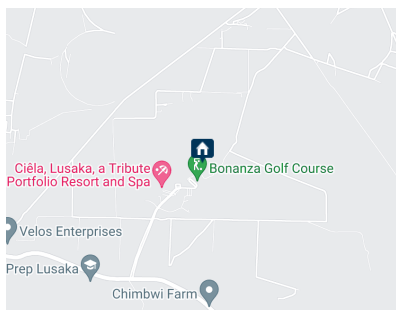 Ciêla, Lusaka, a Tribute
Portfolio Resort and Spa
Bonanza Golf Course
Velos Enterprises
Prep Lusaka
Chimbwi Farm